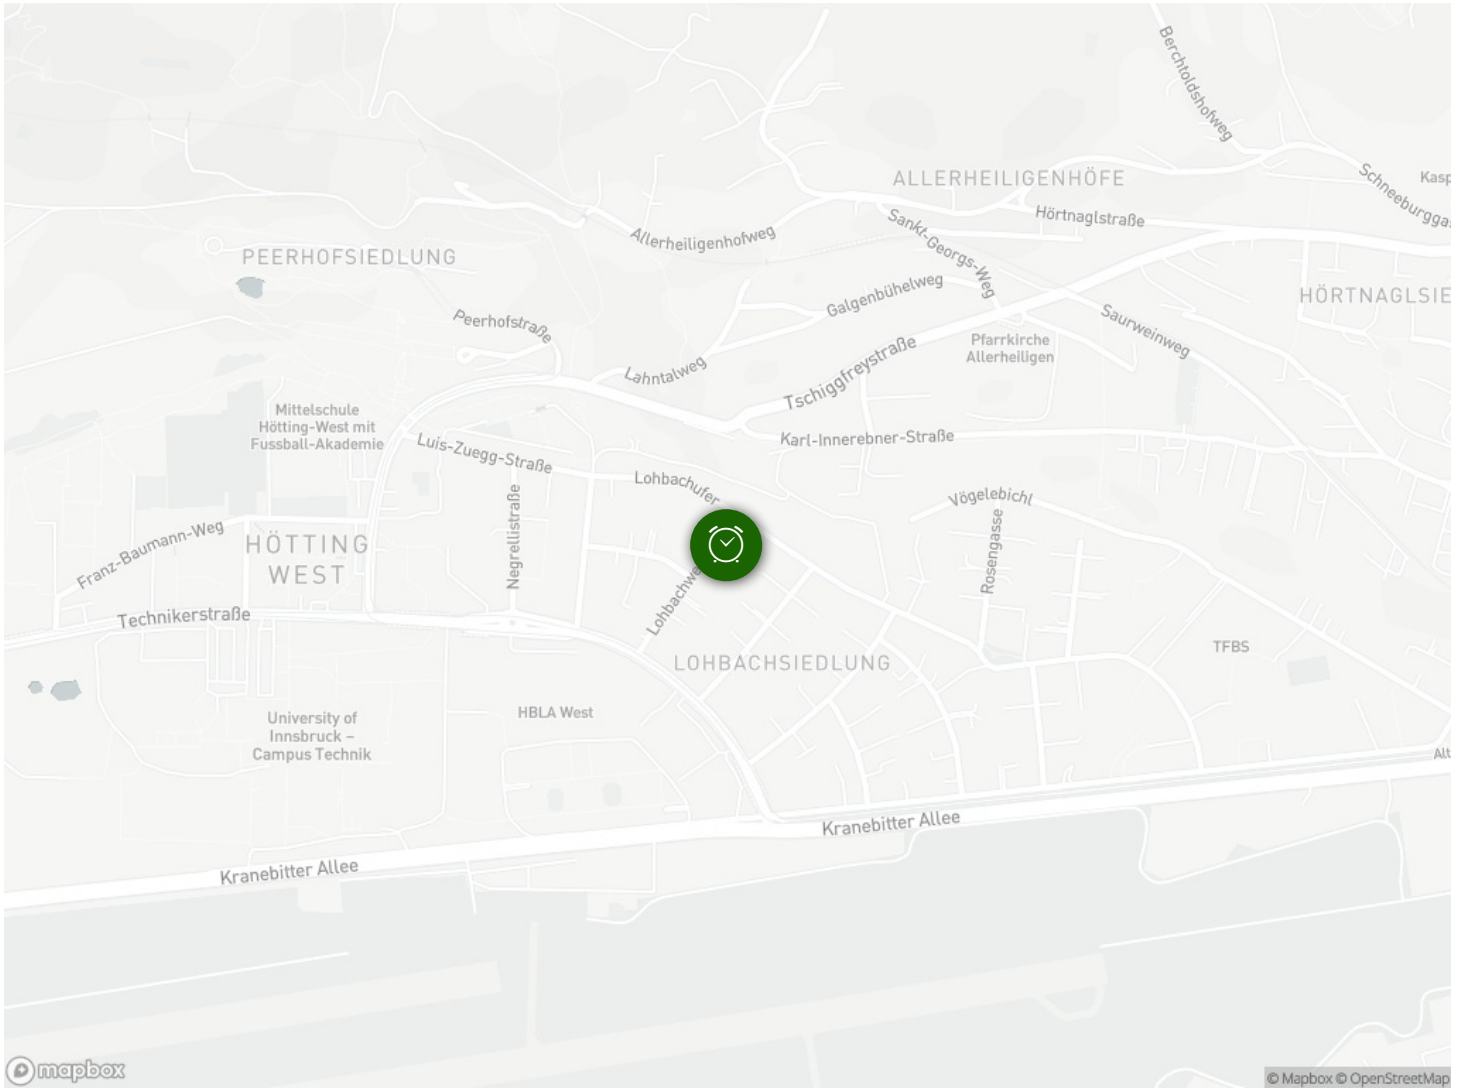 Berchtoldshofweg
ALLERHEILIGENHÖFE
Kasp
Schneeburggas
Hörtnaglstraße
Sankt-Georgs-Weg
Allerheiligenhofweg
PEERHOFSIEDLUNG
Galgenbühelweg
HÖRTNAGLSIE
Peerhofstraße
Saurweinweg
Pfarrkirche
Allerheiligen
Tschiggfreystraße
Lahntalweg
Mittelschule
Hötting-West mit
Fussball-Akademie
Luis-Zuegg-Straße
Karl-Innerebner-Straße
Lohbachufer
Vögelebichl
Negrellistraße
Rosengasse
Franz-Baumann-Weg
HÖTTING
WEST
Lohbachwe
Technikerstraße
TFBS
LOHBACHSIEDLUNG
HBLA West
University of
Innsbruck –
Campus Technik
Alt
Kranebitter Allee
Kranebitter Allee
mapbox
© Mapbox © OpenStreetMap